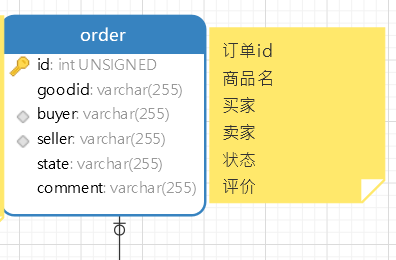 order
id: int UNSIGNED
goodid: varchar(255)
buyer: varchar(255)
seller: varchar(255)
state: varchar(255)
comment: varchar(255)
订单id
商品名
买家
卖家
状态
评价